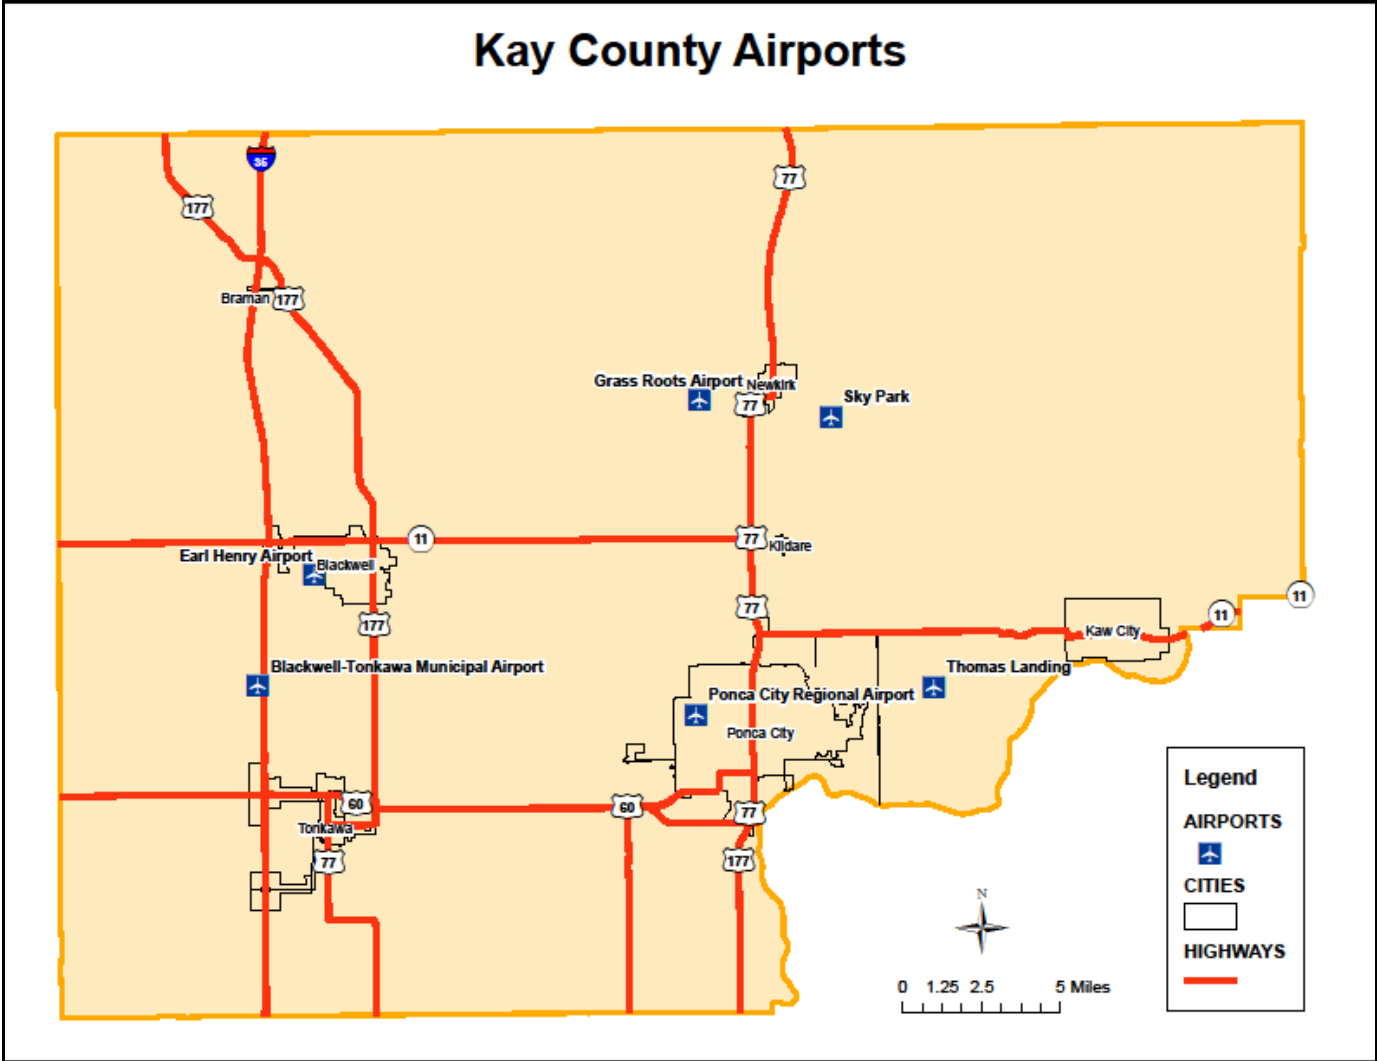 Kay County Airports
35
77
177
Braman
177
Grass Roots Airport
Newkirk
77
Sky Park
11
77
Kildare
Earl Henry Airport
Blackwell
177
77
11
11
Kaw City
Blackwell-Tonkawa Municipal Airport
Thomas Landing
Ponca City Regional Airport
Ponca City
60
60
77
Tonkawa
77
177
Legend
AIRPORTS
CITIES
HIGHWAYS
N
0 1.25 2.5 5 Miles